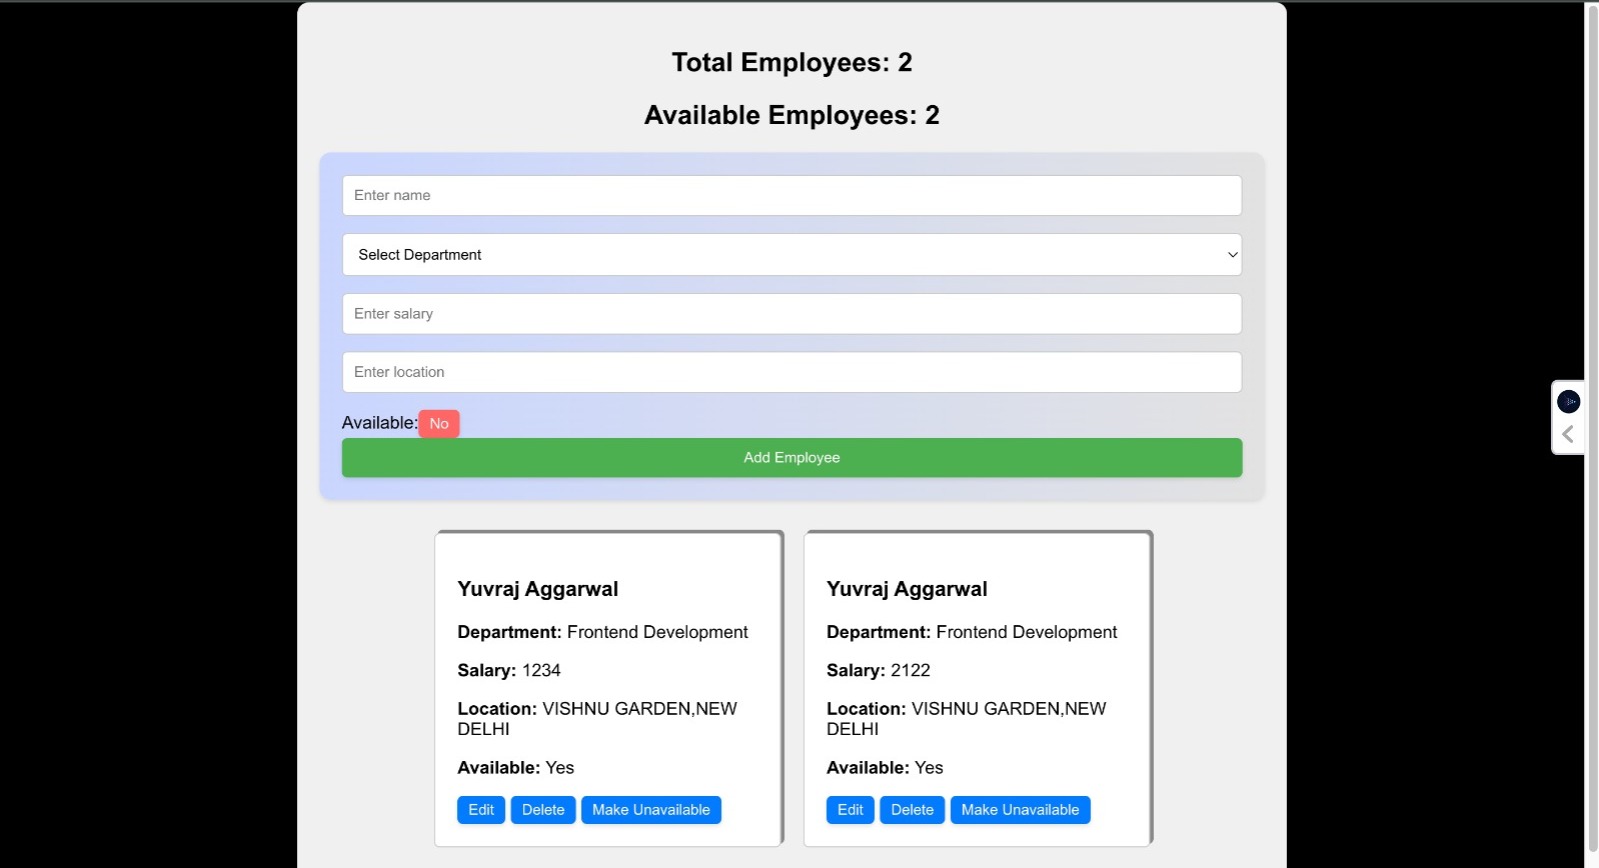 Total Employees: 2
Available Employees: 2
Enter name
Select Department
Enter salary
Enter location
Available: No
Add Employee
Yuvraj Aggarwal
Department: Frontend Development
Salary: 1234
Location: VISHNU GARDEN,NEW
DELHI
Available: Yes
Edit Delete Make Unavailable
Yuvraj Aggarwal
Department: Frontend Development
Salary: 2122
Location: VISHNU GARDEN,NEW
DELHI
Available: Yes
Edit Delete Make Unavailable